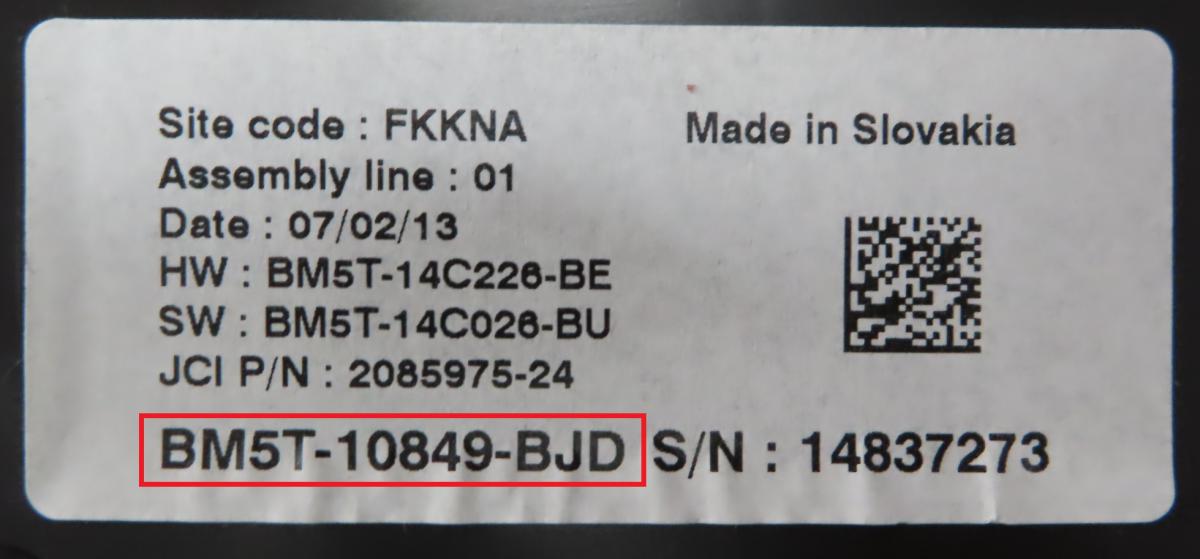 Site code : FKKNA
Made in Slovakia
Assembly line : 01
Date : 07/02/13
HW : BM5T-14C226-BE
SW : BM5T-14C026-BU
JCI P/N : 2085975-24
BM5T-10849-BJD S/N : 14837273